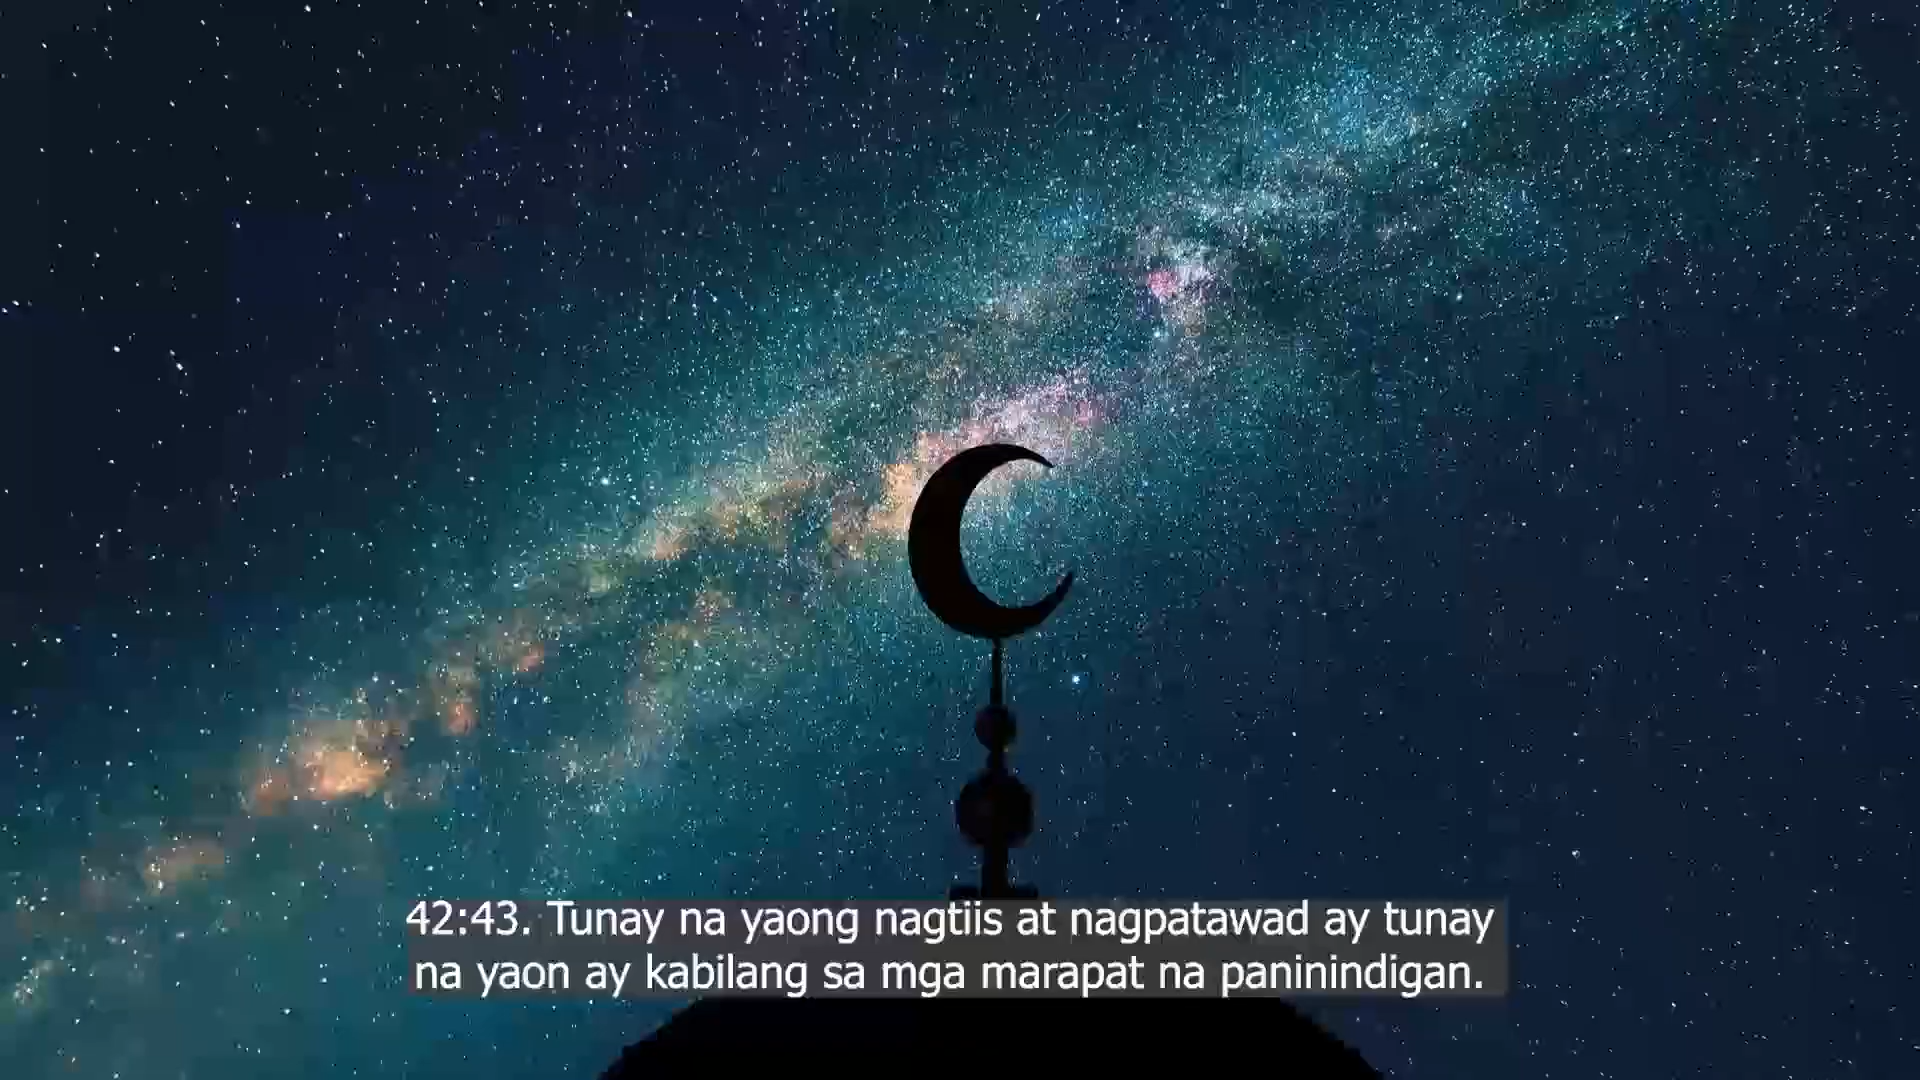 42:43. Tunay na yaong nagtiis at nagpatawad ay tunay
na yaon ay kabilang sa mga marapat na paninindigan.